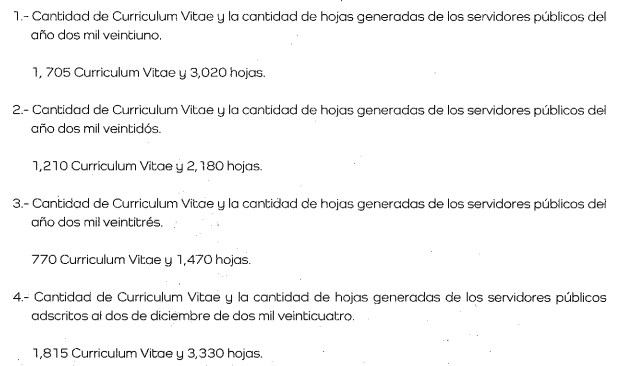 1.- Cantidad de Curriculum Vitae y la cantidad de hojas generadas de los servidores públicos del
año dos mil veintiuno.
1, 705 Curriculum Vitae y 3,020 hojas.
2.- Cantidad de Curriculum Vitae y la cantidad de hojas generadas de los servidores públicos del
año dos mil veintidós.
1,210 Curriculum Vitae y 2,180 hojas.
3.- Cantidad de Curriculum Vitae y la cantidad de hojas generadas de los servidores públicos del
año dos mil veintitrés.
770 Curriculum Vitae y 1,470 hojas.
4.- Cantidad de Curriculum Vitae y la cantidad de hojas generadas de los servidores públicos
adscritos al dos de diciembre de dos mil veinticuatro.
1,815 Curriculum Vitae y 3,330 hojas.